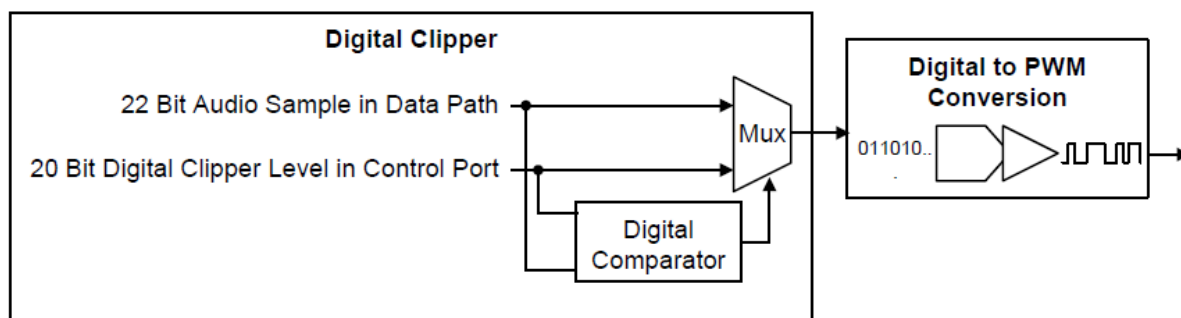 Digital Clipper
22 Bit Audio Sample in Data Path
20 Bit Digital Clipper Level in Control Port
Mux
Digital
Comparator
Digital to PWM
Conversion
011010..
.